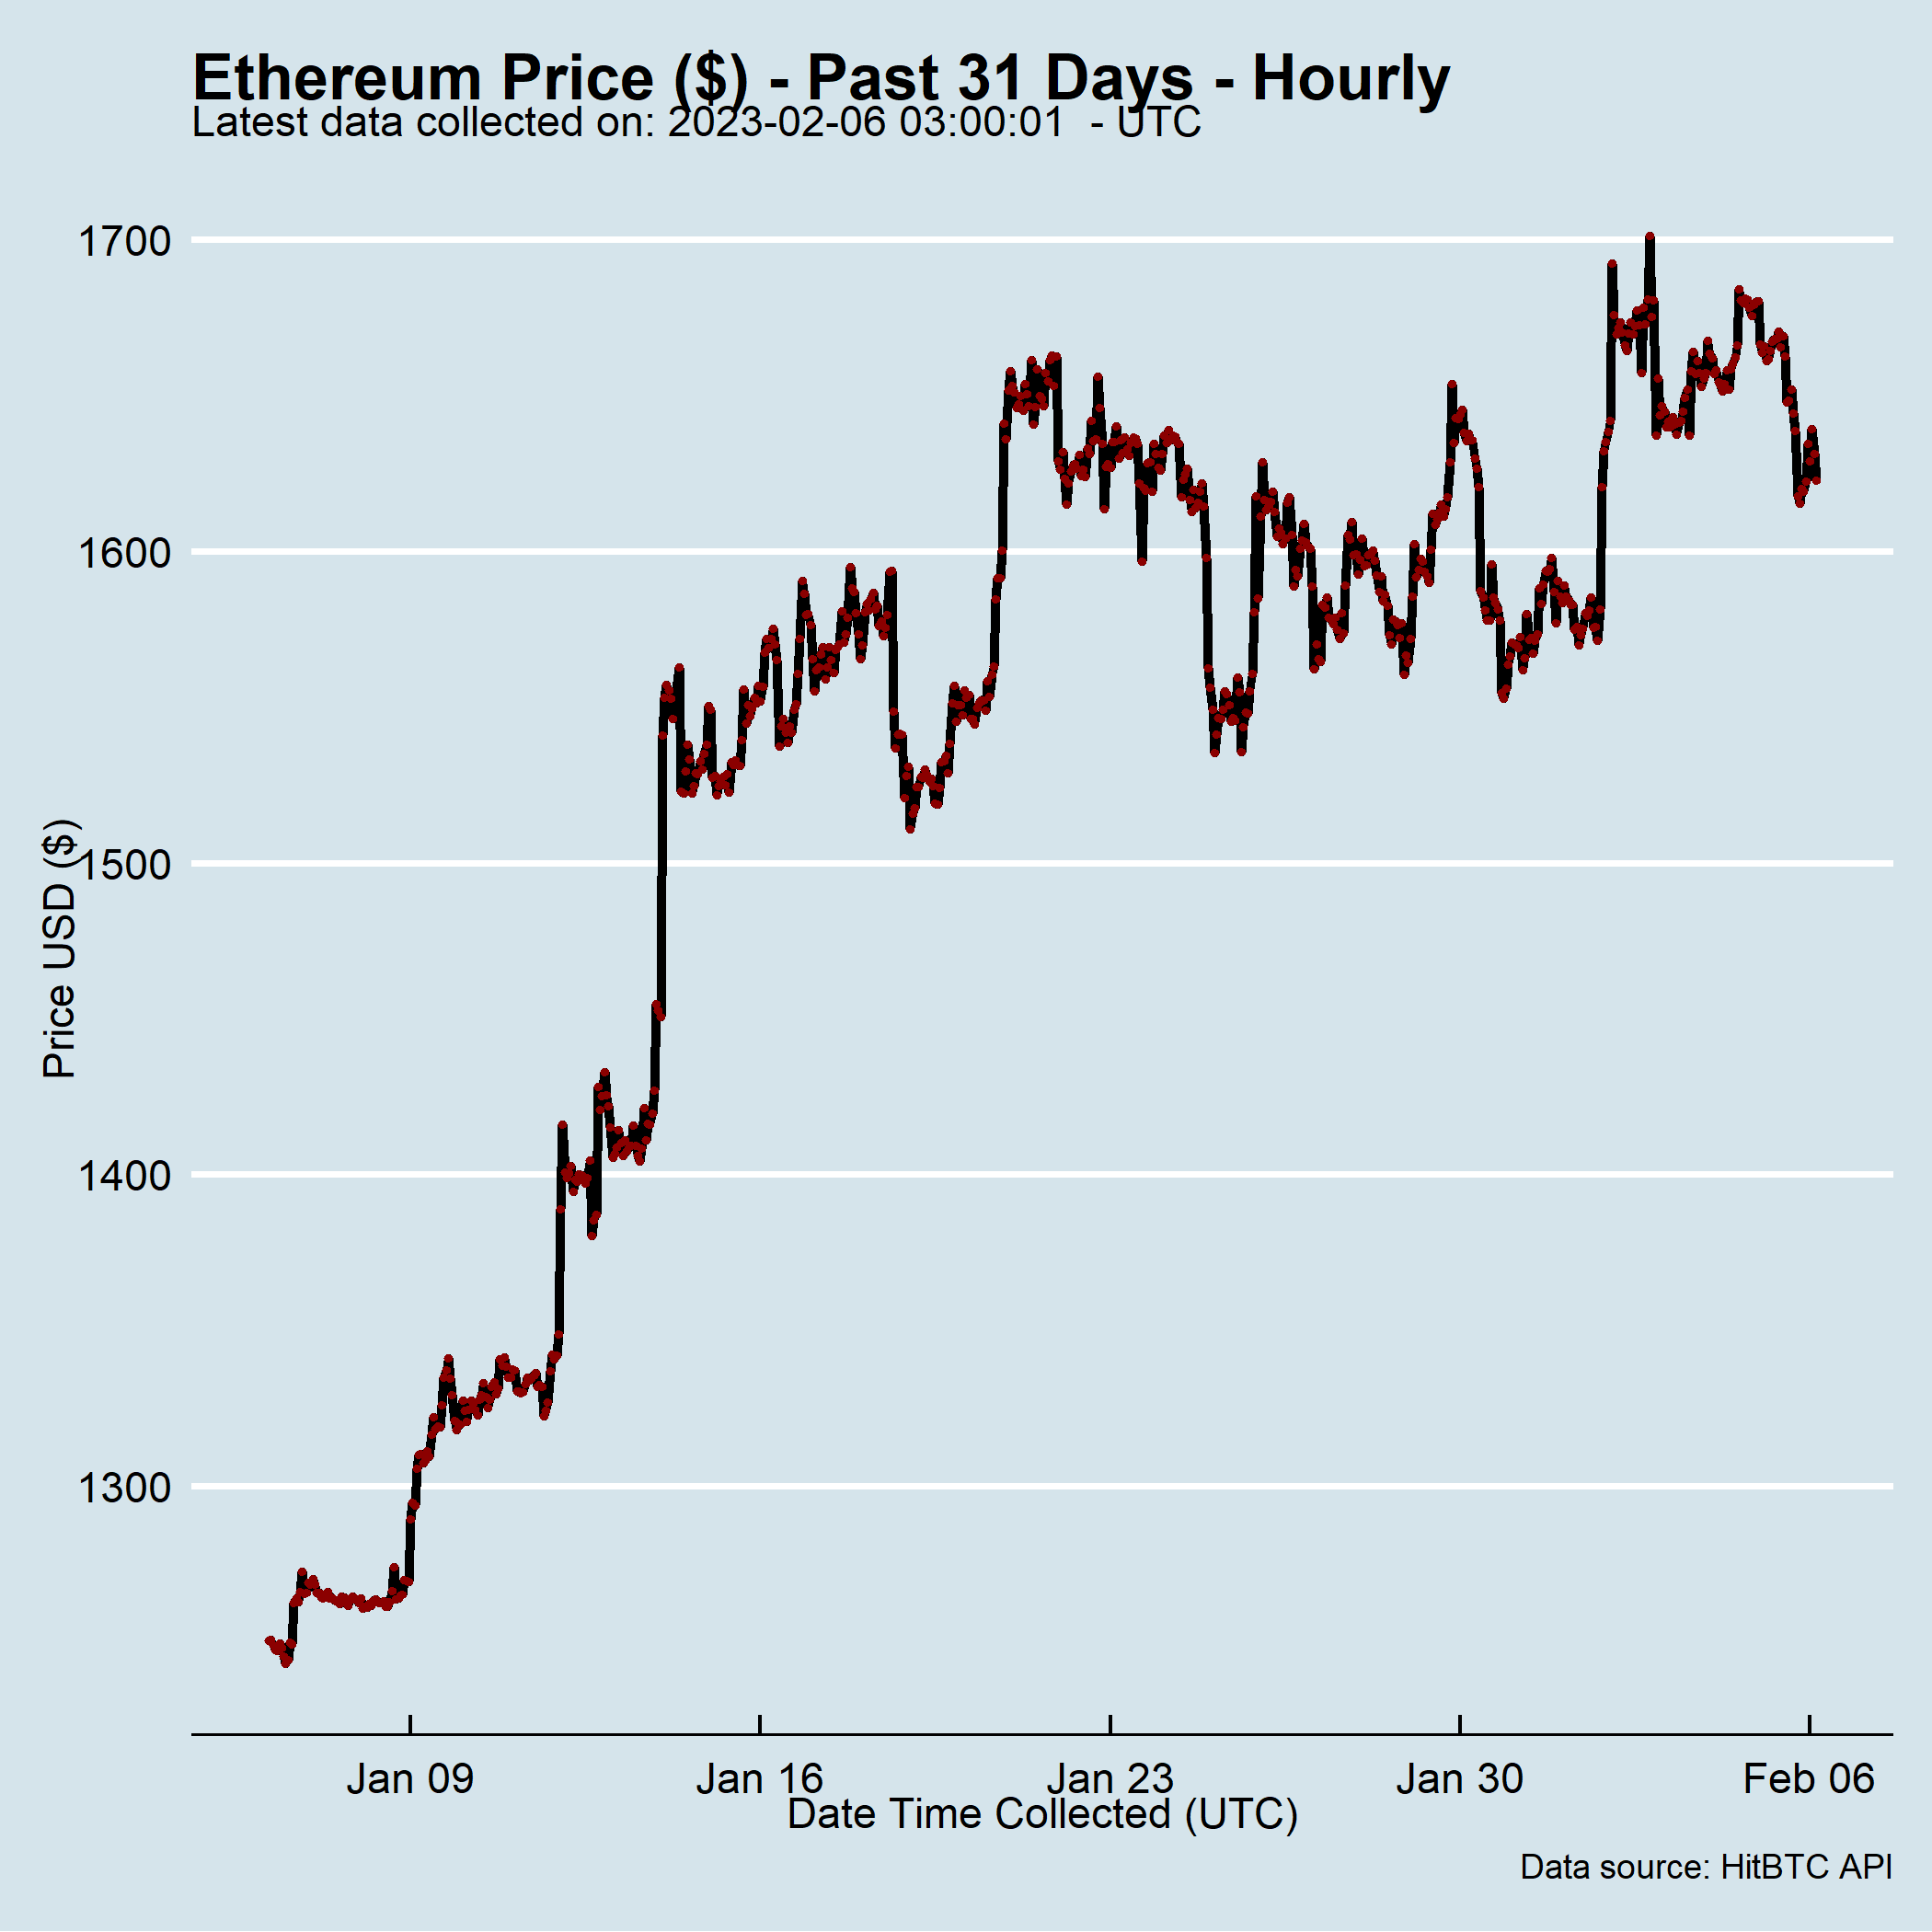 Ethereum Price ($) - Past 31 Days - Hourly
Latest data collected on: 2023-02-06 03:00:01  - UTC
1700
1600
1500
1400
1300
Price USD ($)
Jan 09
Jan 16
Jan 23
Jan 30
Feb 06
Date Time Collected (UTC)
Data source: HitBTC API